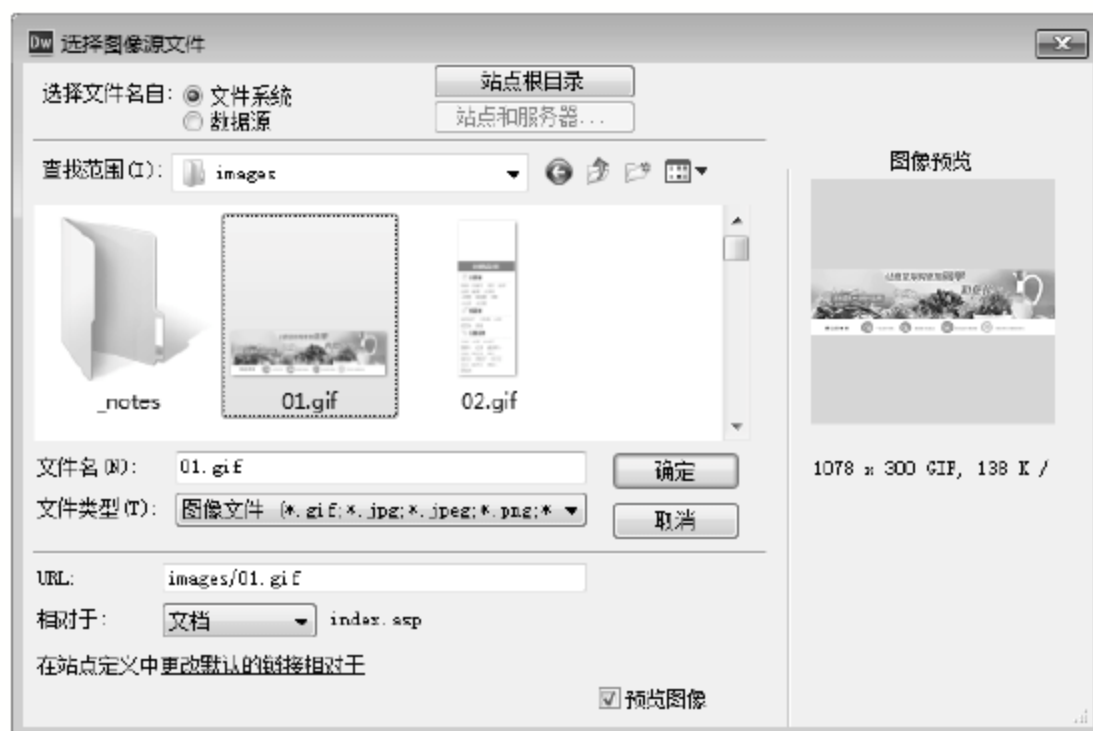 Dw 选择图像源文件
选择文件名自: 文件系统
数据源
站点根目录
站点和服务器...
查找范围(I): images
_notes
01.gif
02.gif
文件名(N): 01.gif
确定
文件类型(T): 图像文件 (*.gif;*.jpg;*.jpeg;*.png;*
取消
URL: images/01.gif
相对于: 文档 index.asp
在站点定义中更改默认的链接相对于
预览图像
图像预览
1078 x 300 GIF, 138 K /